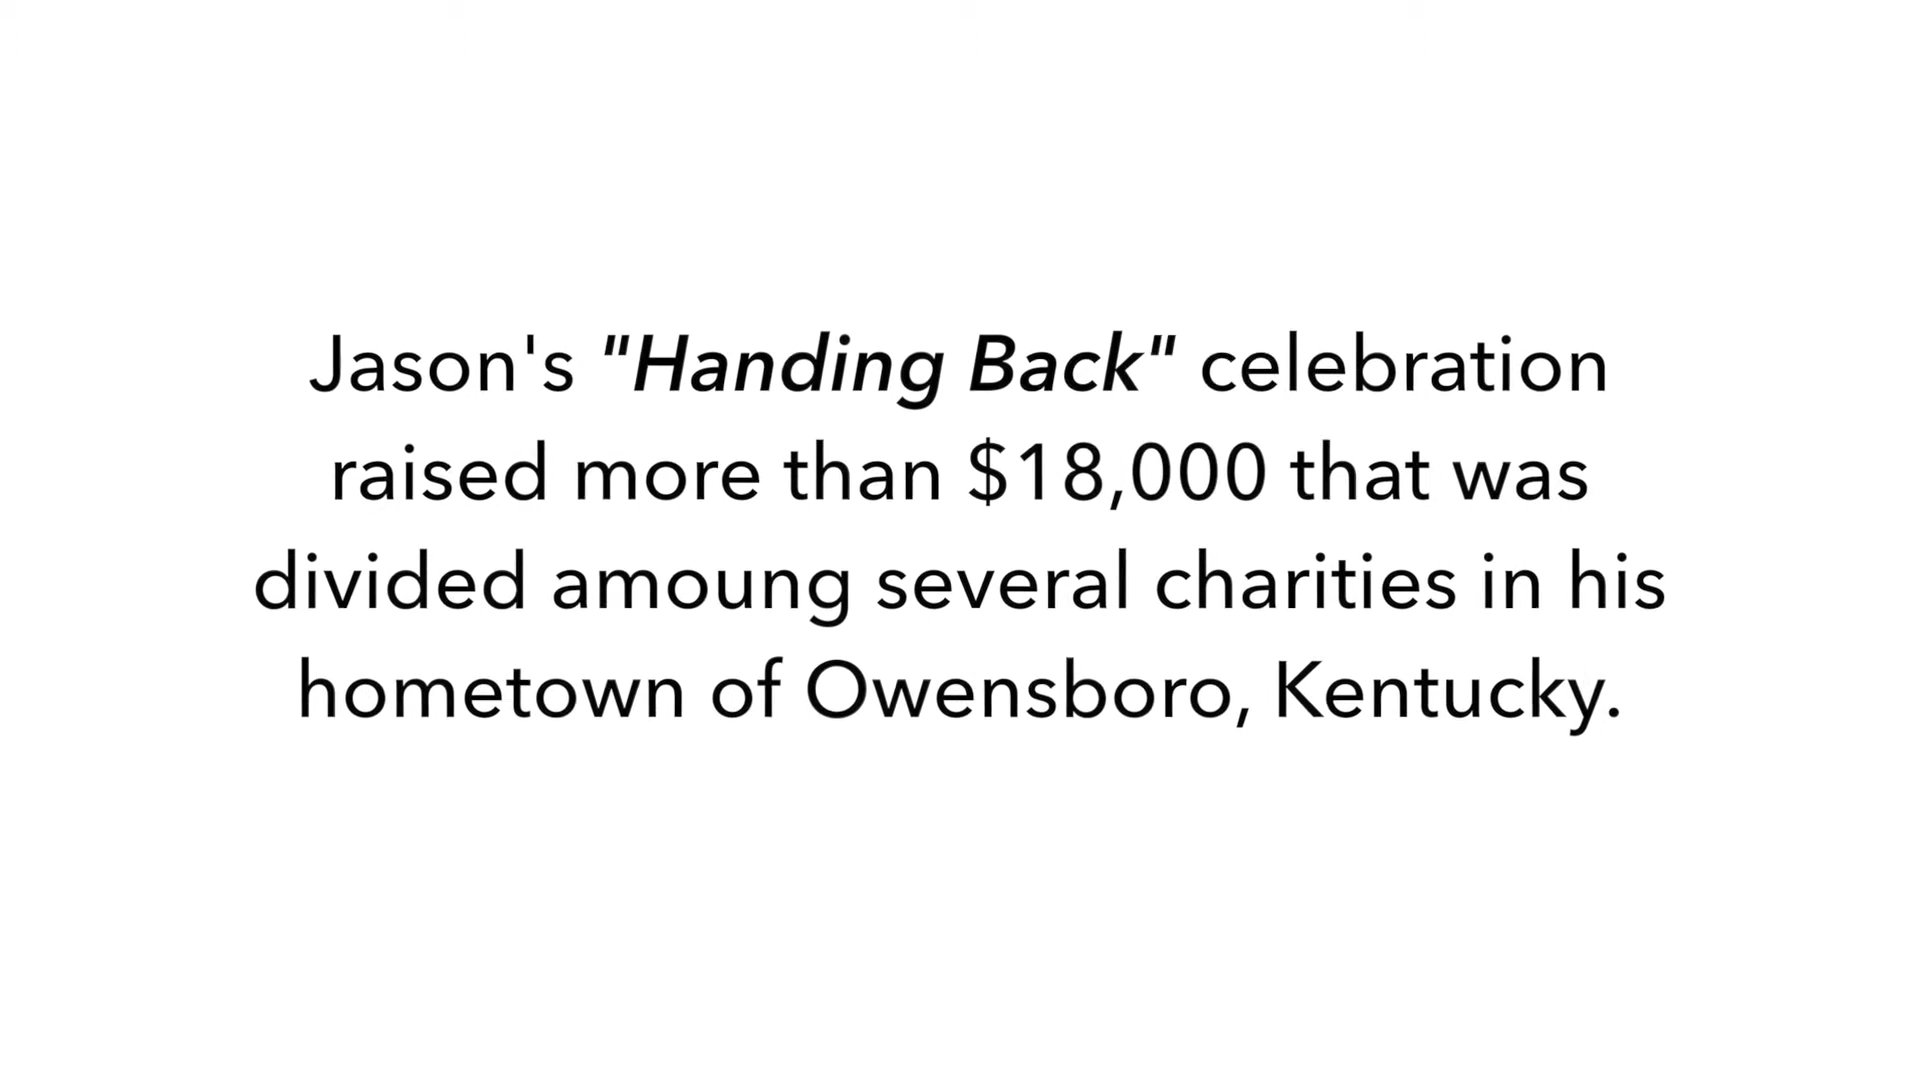 Jason's "Handing Back" celebration
raised more than $18,000 that was
divided amoung several charities in his
hometown of Owensboro, Kentucky.